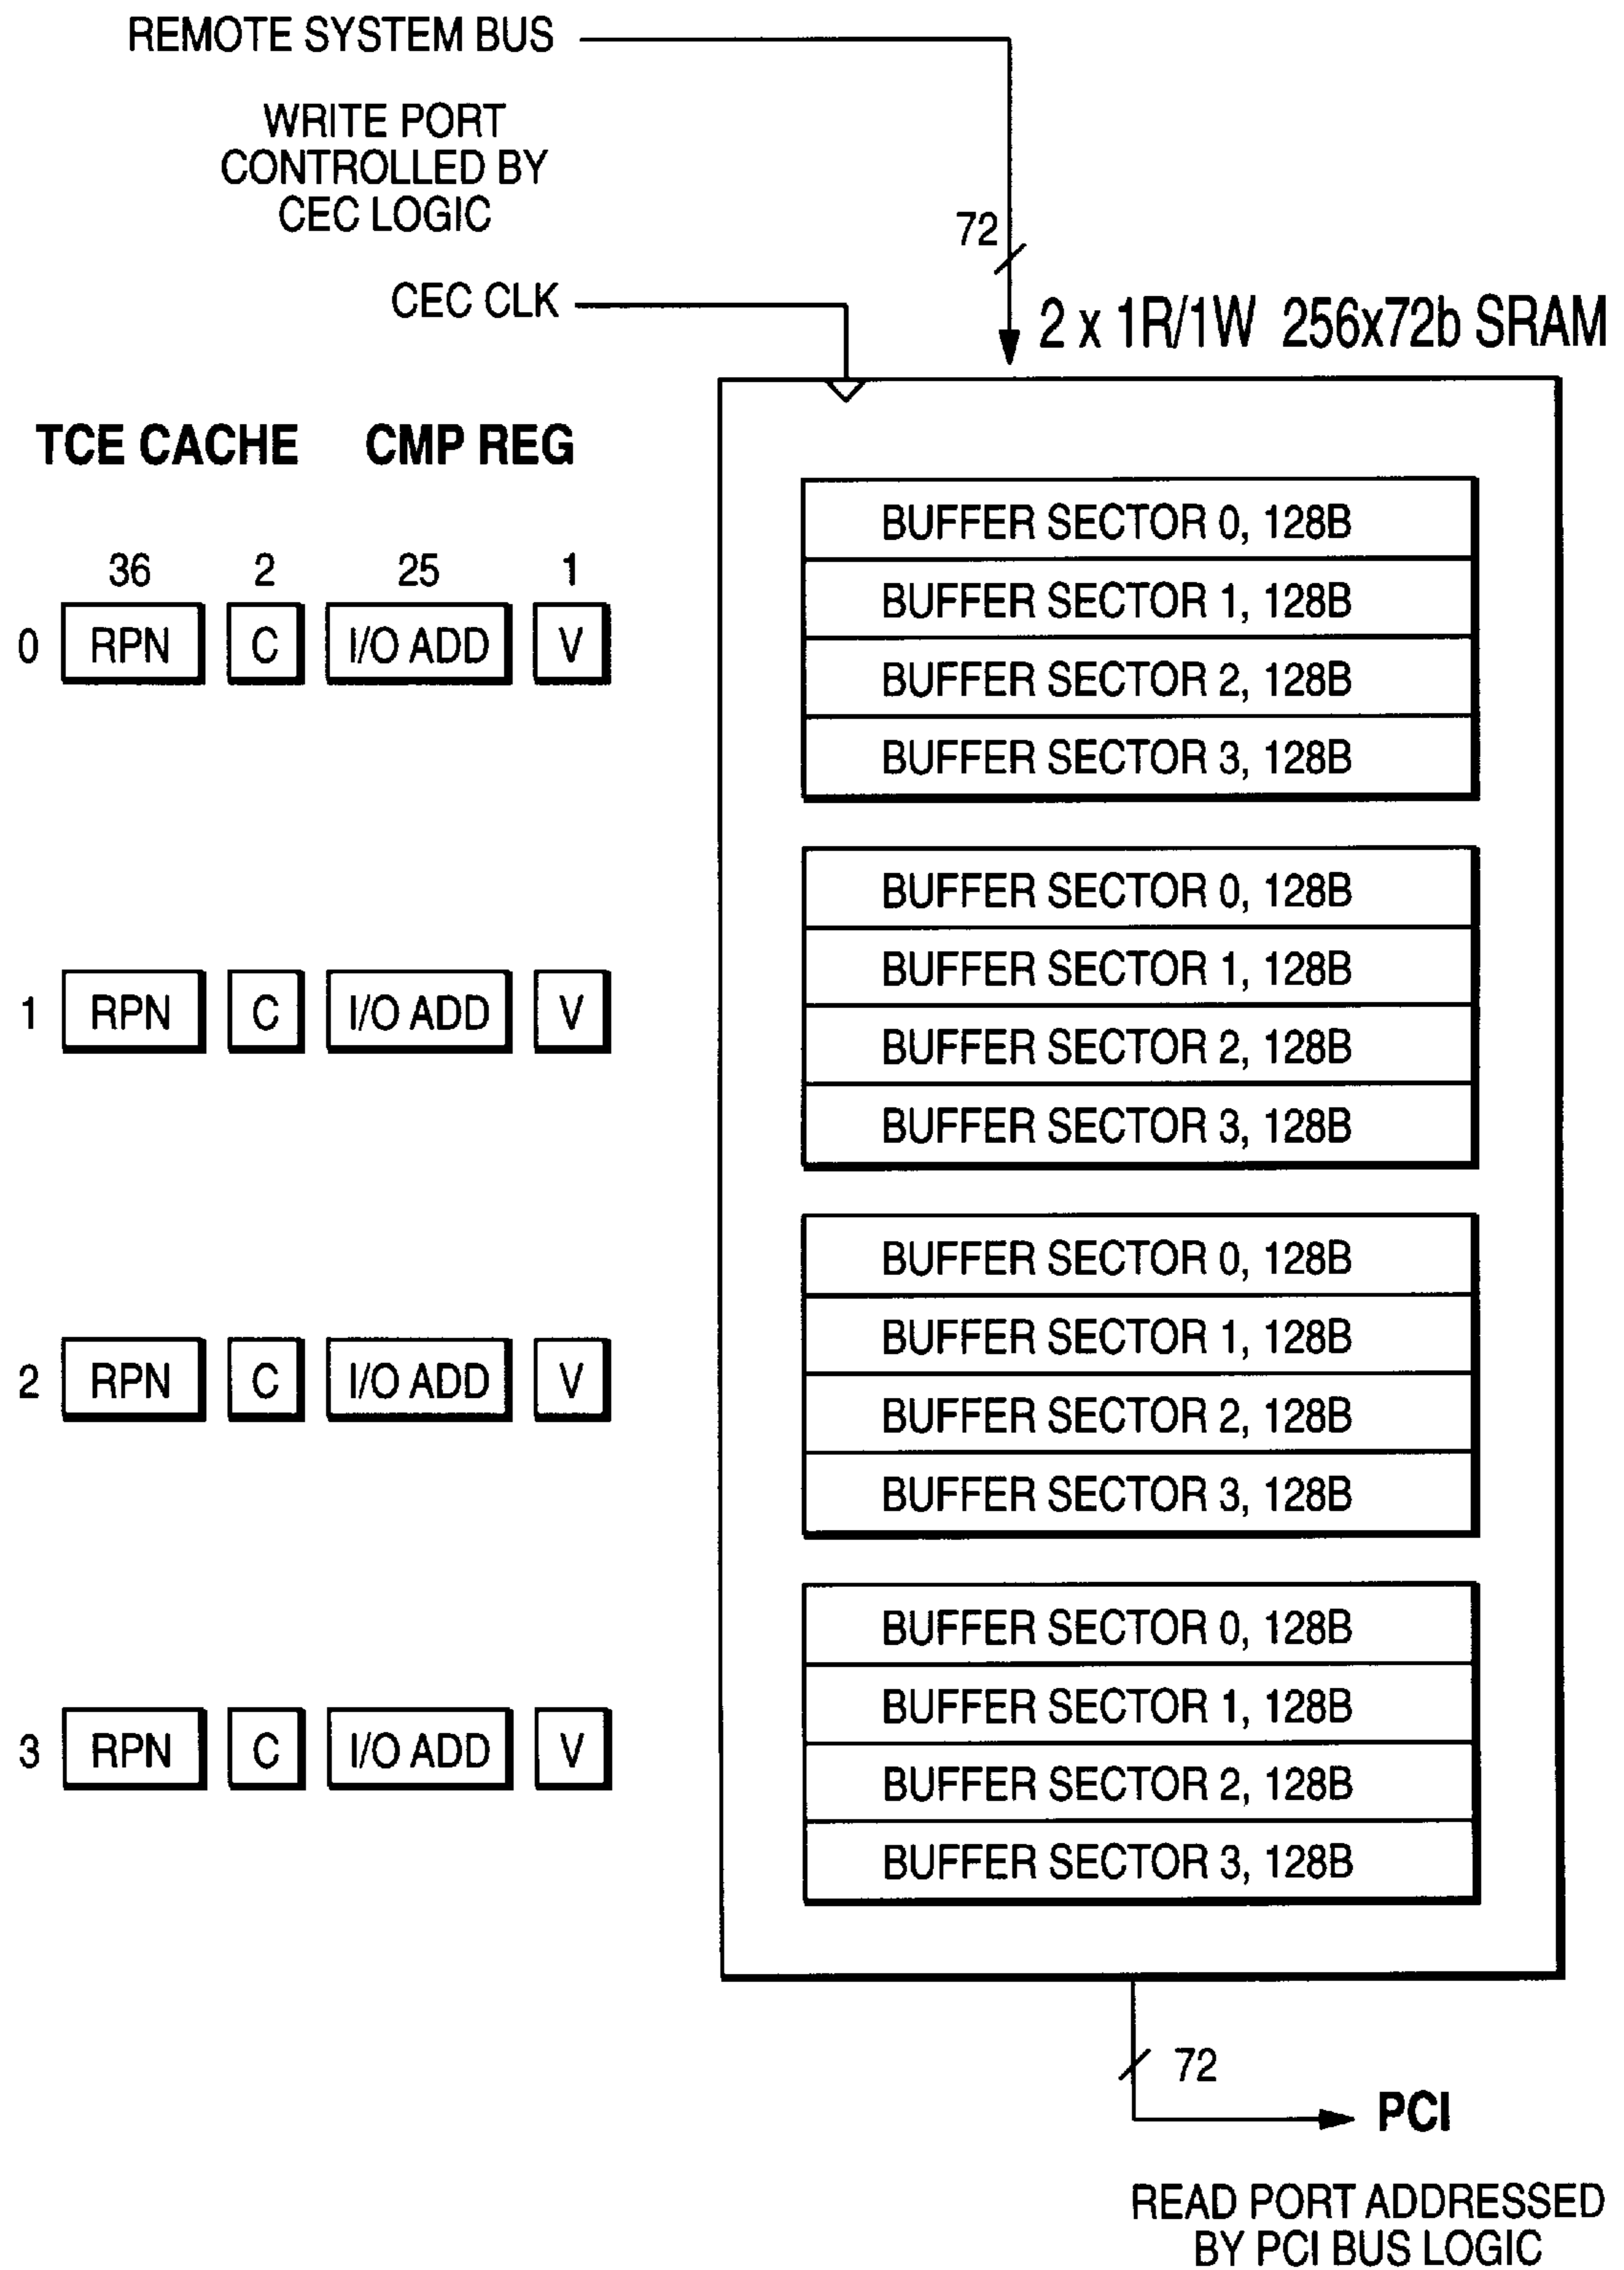 REMOTE SYSTEM BUS
WRITE PORT
CONTROLLED BY
CEC LOGIC
72
CEC CLK
2 x 1R/1W 256x72b SRAM
TCE CACHE CMP REG
36 2 25 1
0 RPN C I/O ADD V
BUFFER SECTOR 0, 128B
BUFFER SECTOR 1, 128B
BUFFER SECTOR 2, 128B
BUFFER SECTOR 3, 128B
1 RPN C I/O ADD V
BUFFER SECTOR 0, 128B
BUFFER SECTOR 1, 128B
BUFFER SECTOR 2, 128B
BUFFER SECTOR 3, 128B
2 RPN C I/O ADD V
BUFFER SECTOR 0, 128B
BUFFER SECTOR 1, 128B
BUFFER SECTOR 2, 128B
BUFFER SECTOR 3, 128B
3 RPN C I/O ADD V
BUFFER SECTOR 0, 128B
BUFFER SECTOR 1, 128B
BUFFER SECTOR 2, 128B
BUFFER SECTOR 3, 128B
72
PCI
READ PORT ADDRESSED
BY PCI BUS LOGIC